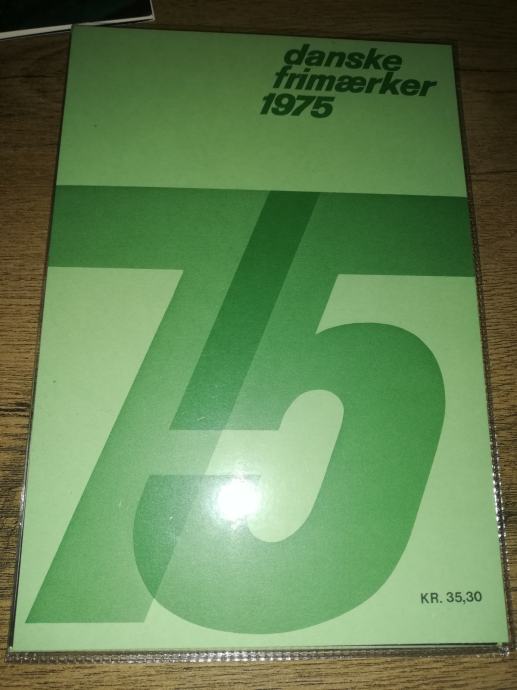 danske
frimærker
1975
75
KR. 35,30